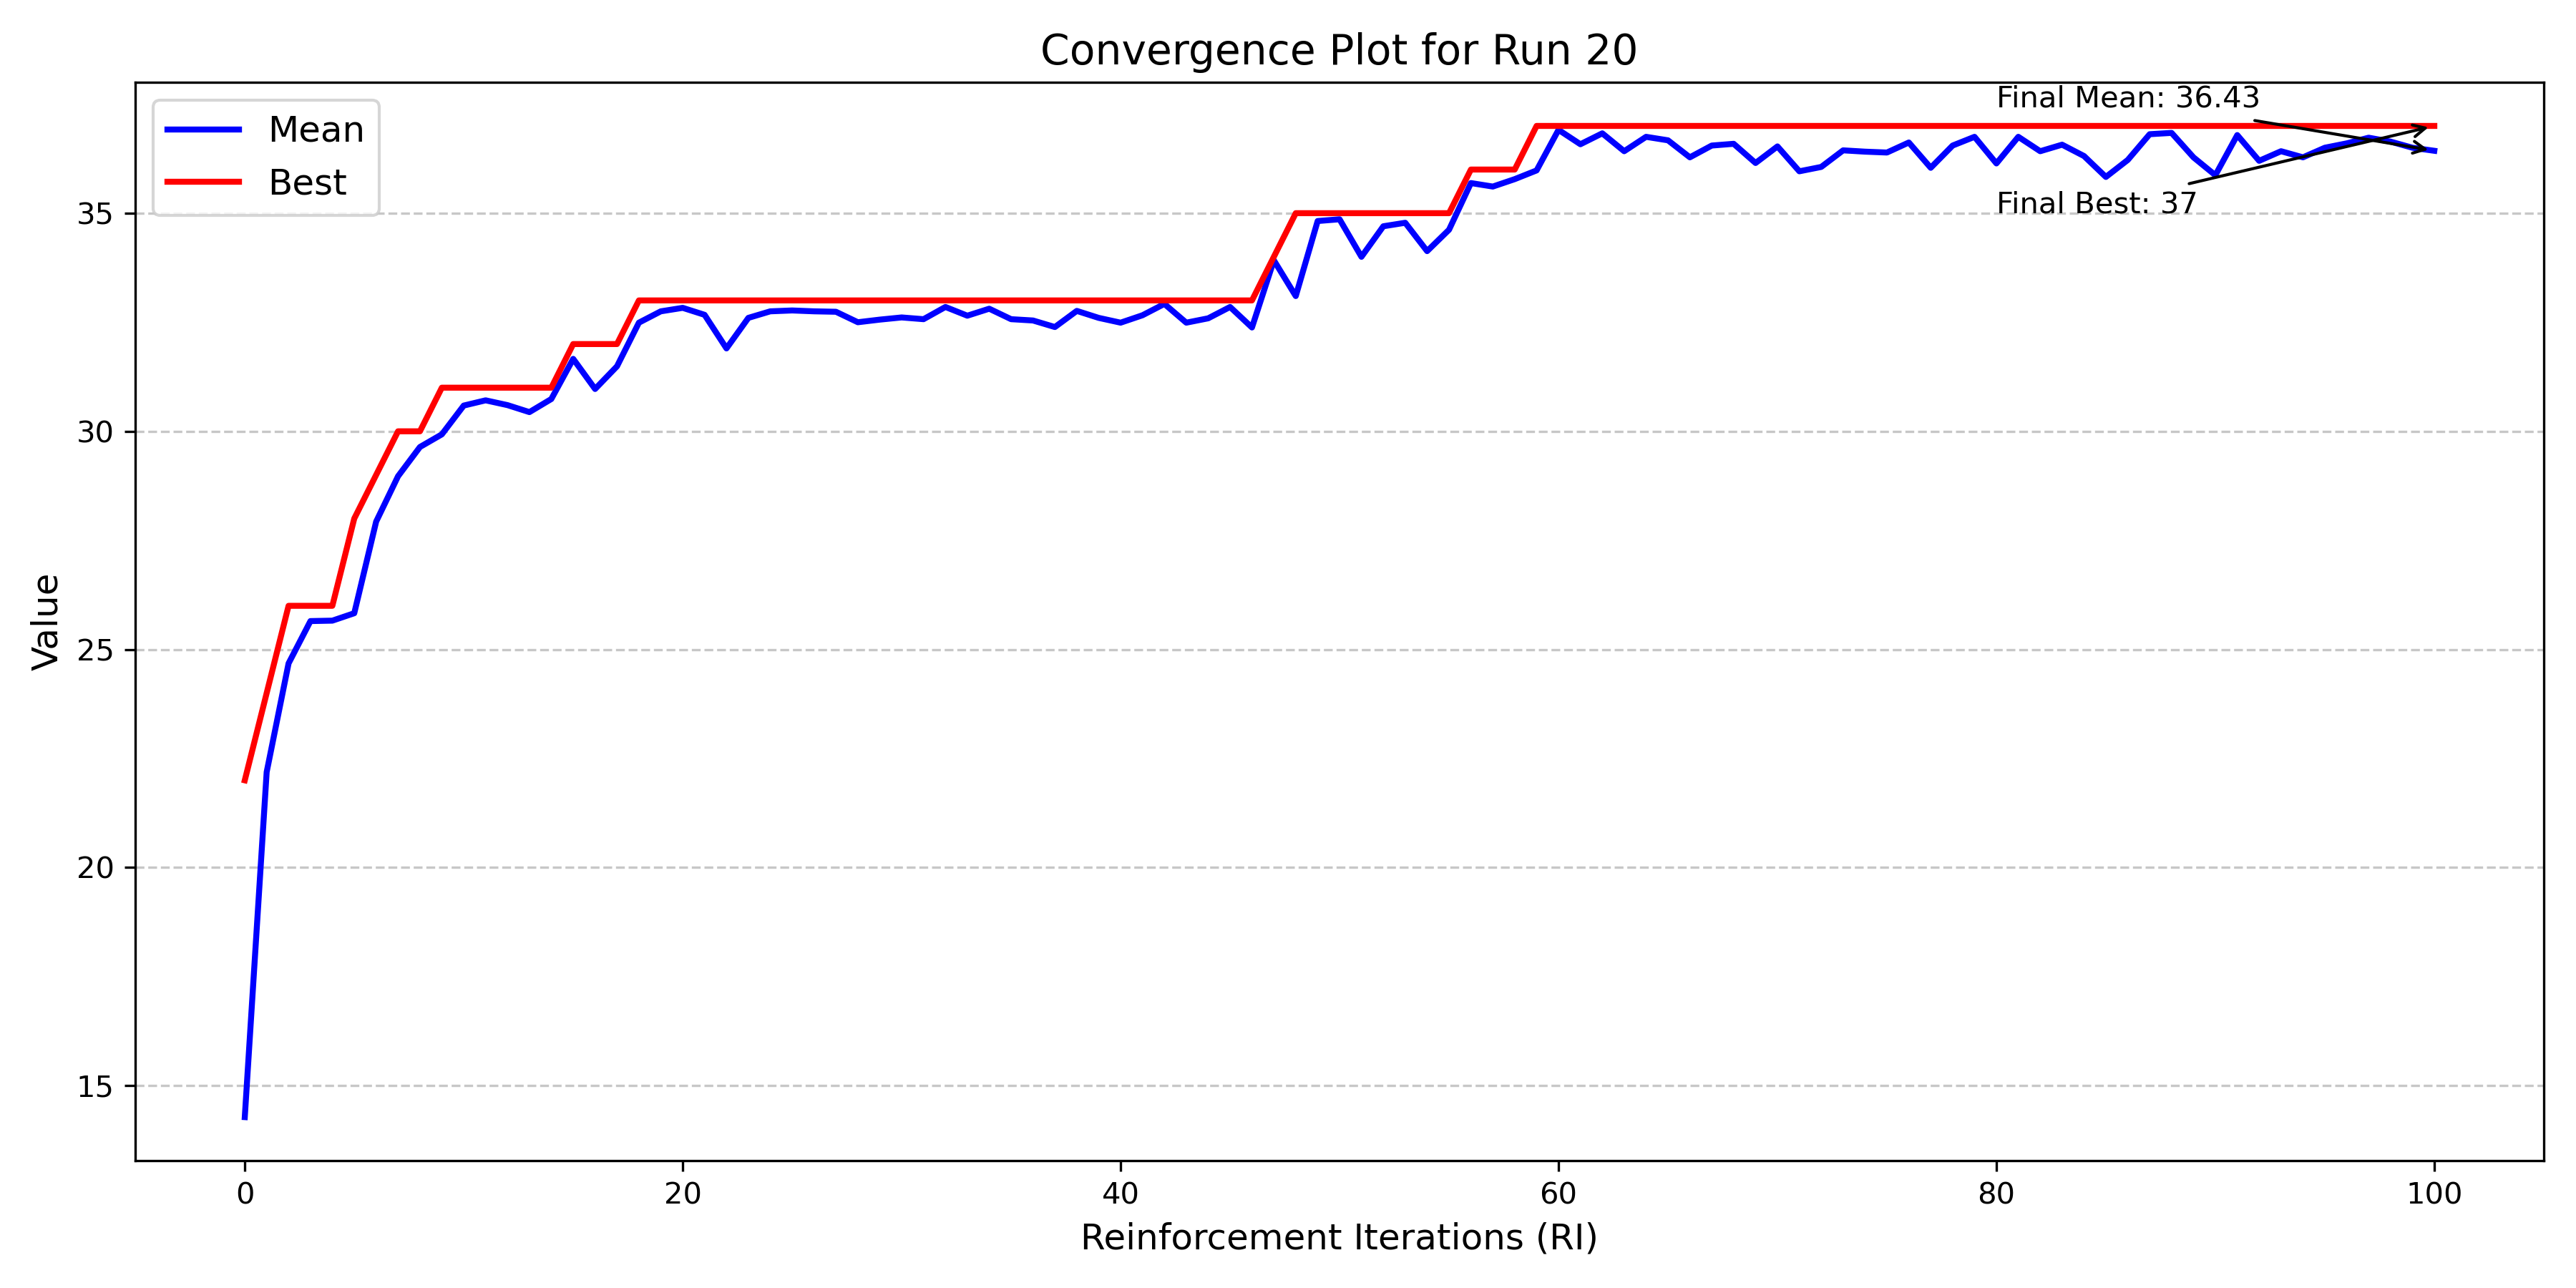 Convergence Plot for Run 20
Mean
Best
Final Mean: 36.43
Final Best: 37
Value
35
30
25
20
15
0 20 40 60 80 100
Reinforcement Iterations (RI)